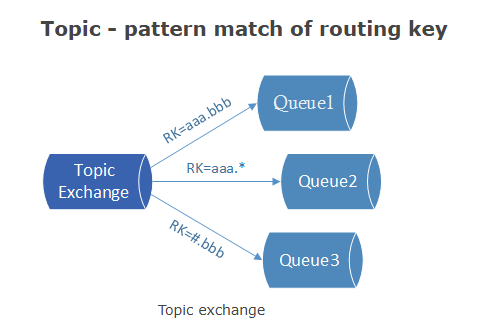 Topic - pattern match of routing key
RK=aaa.bbb
Queue1
Topic
Exchange
RK=aaa.*
Queue2
RK=#.bbb
Queue3
Topic exchange